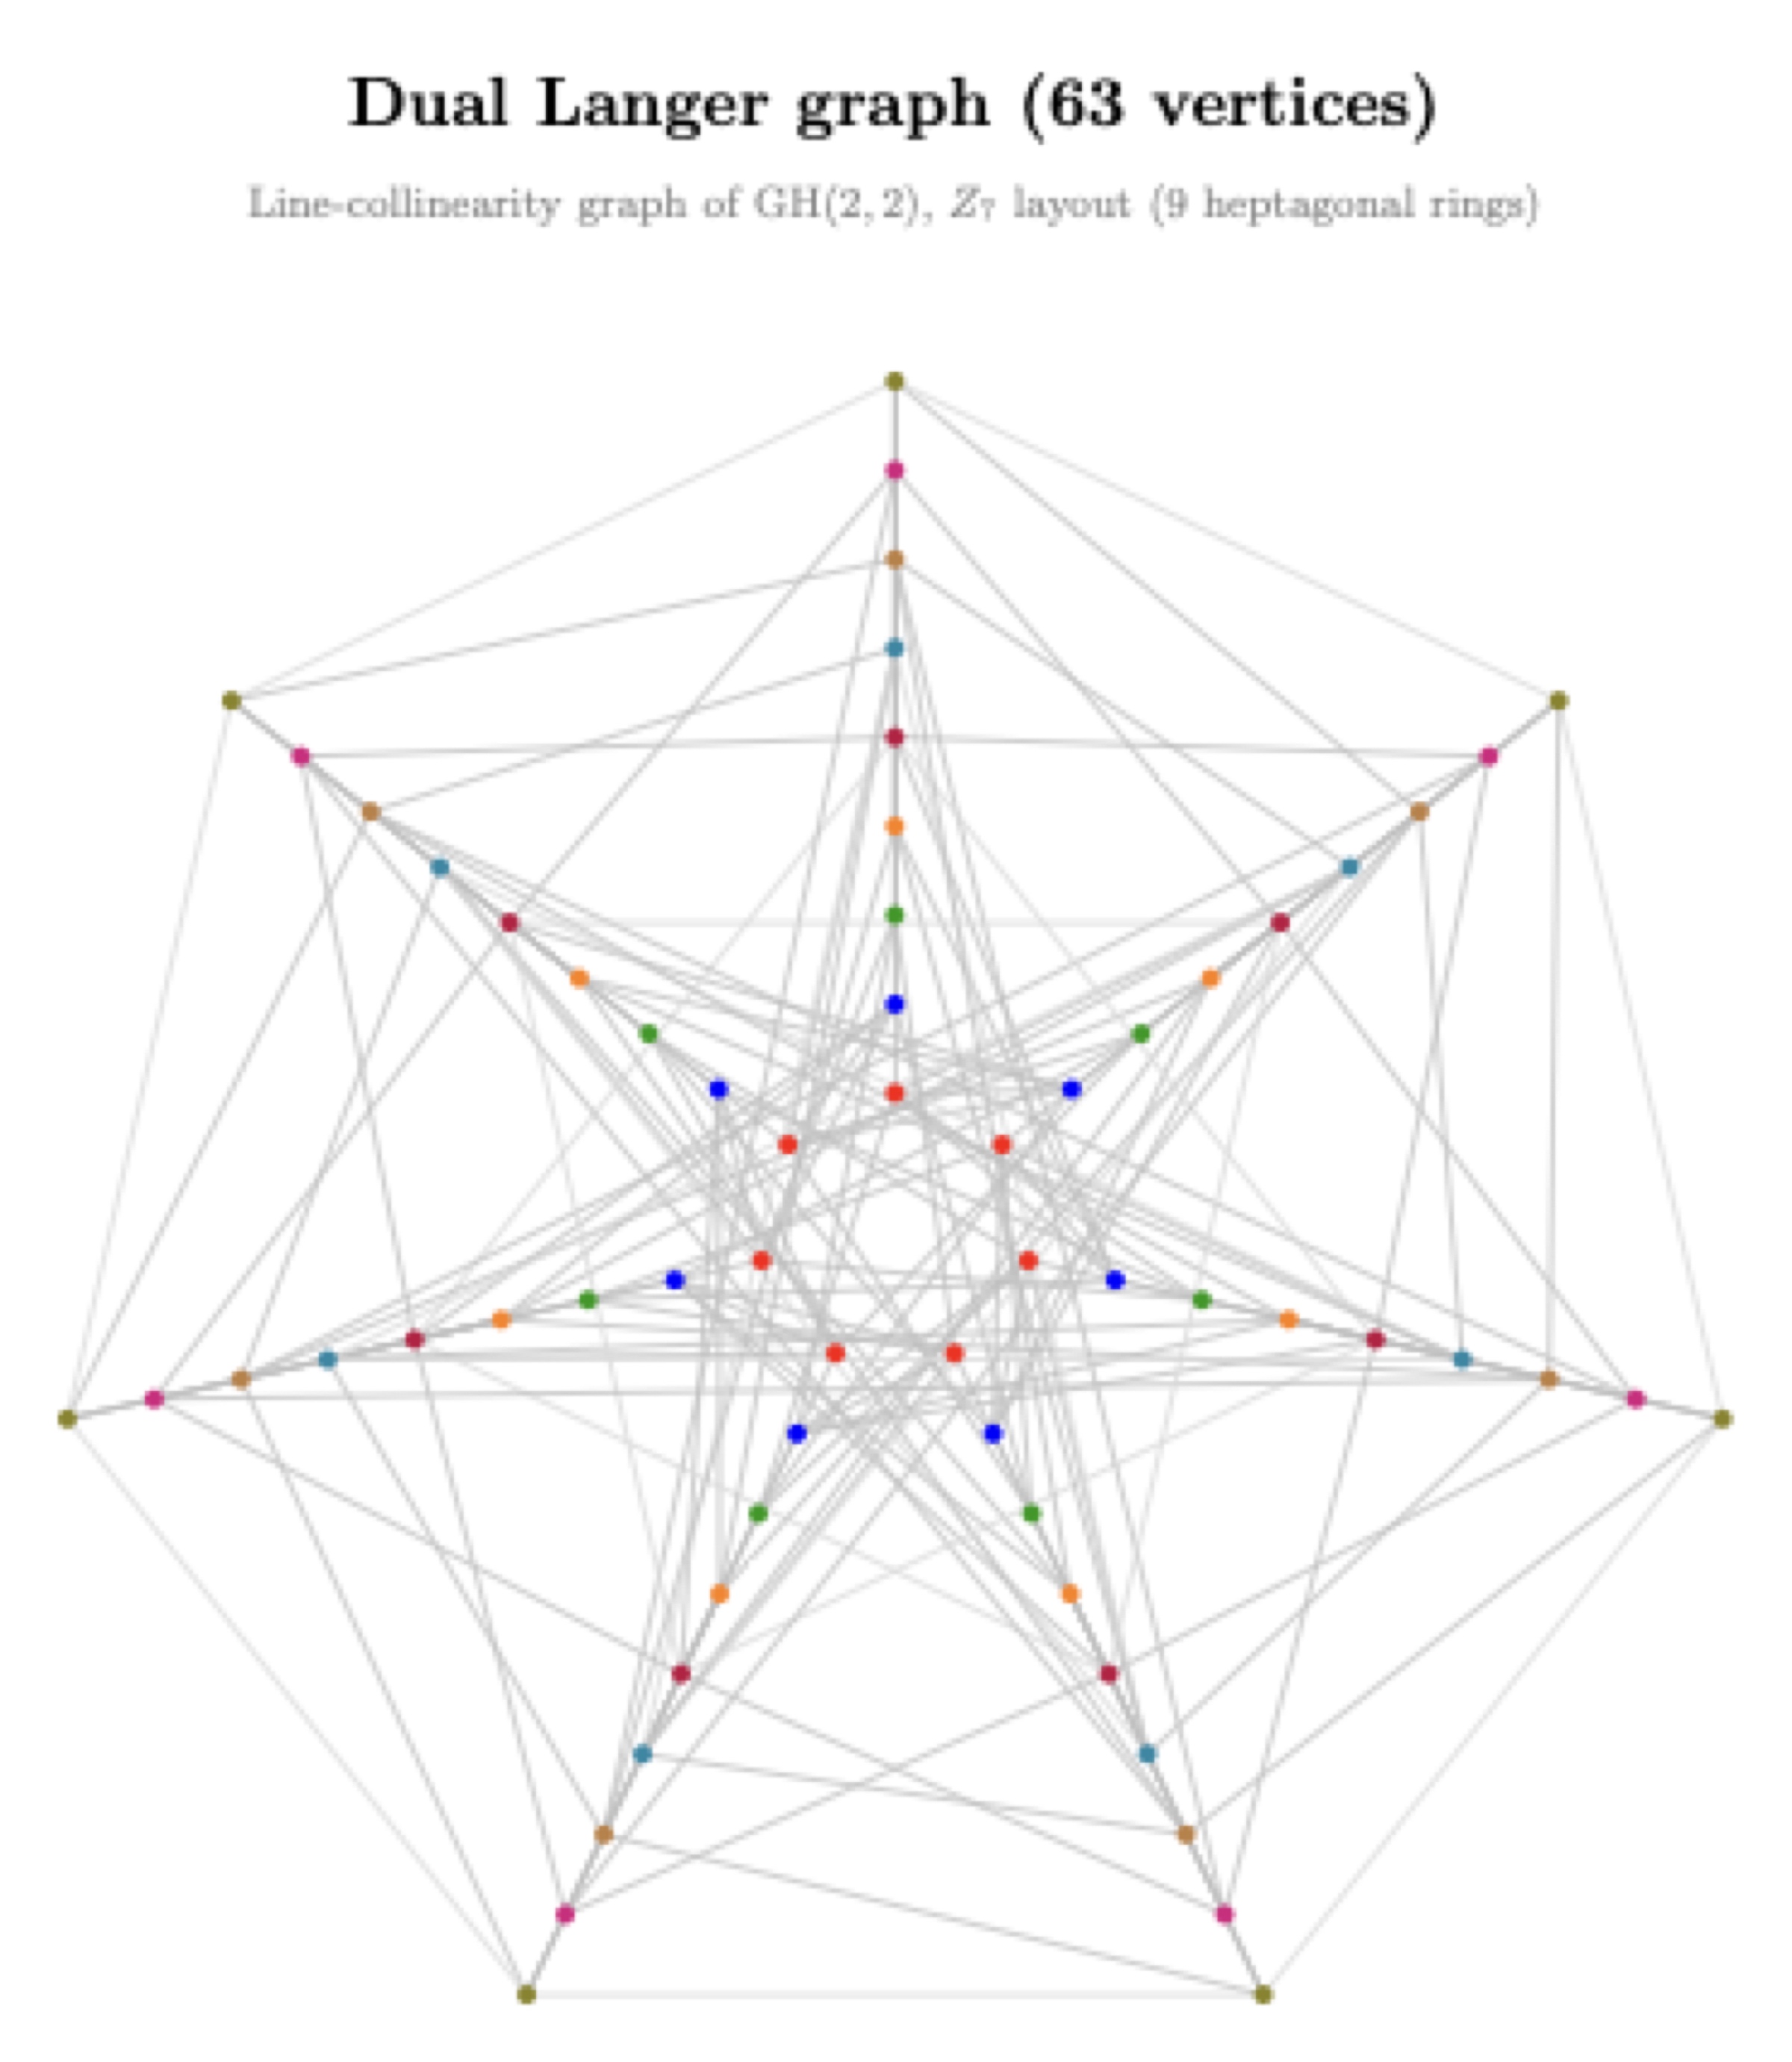 Dual Langer graph (63 vertices)
Line-collinearity graph of GH(2, 2), Z₇ layout (9 heptagonal rings)